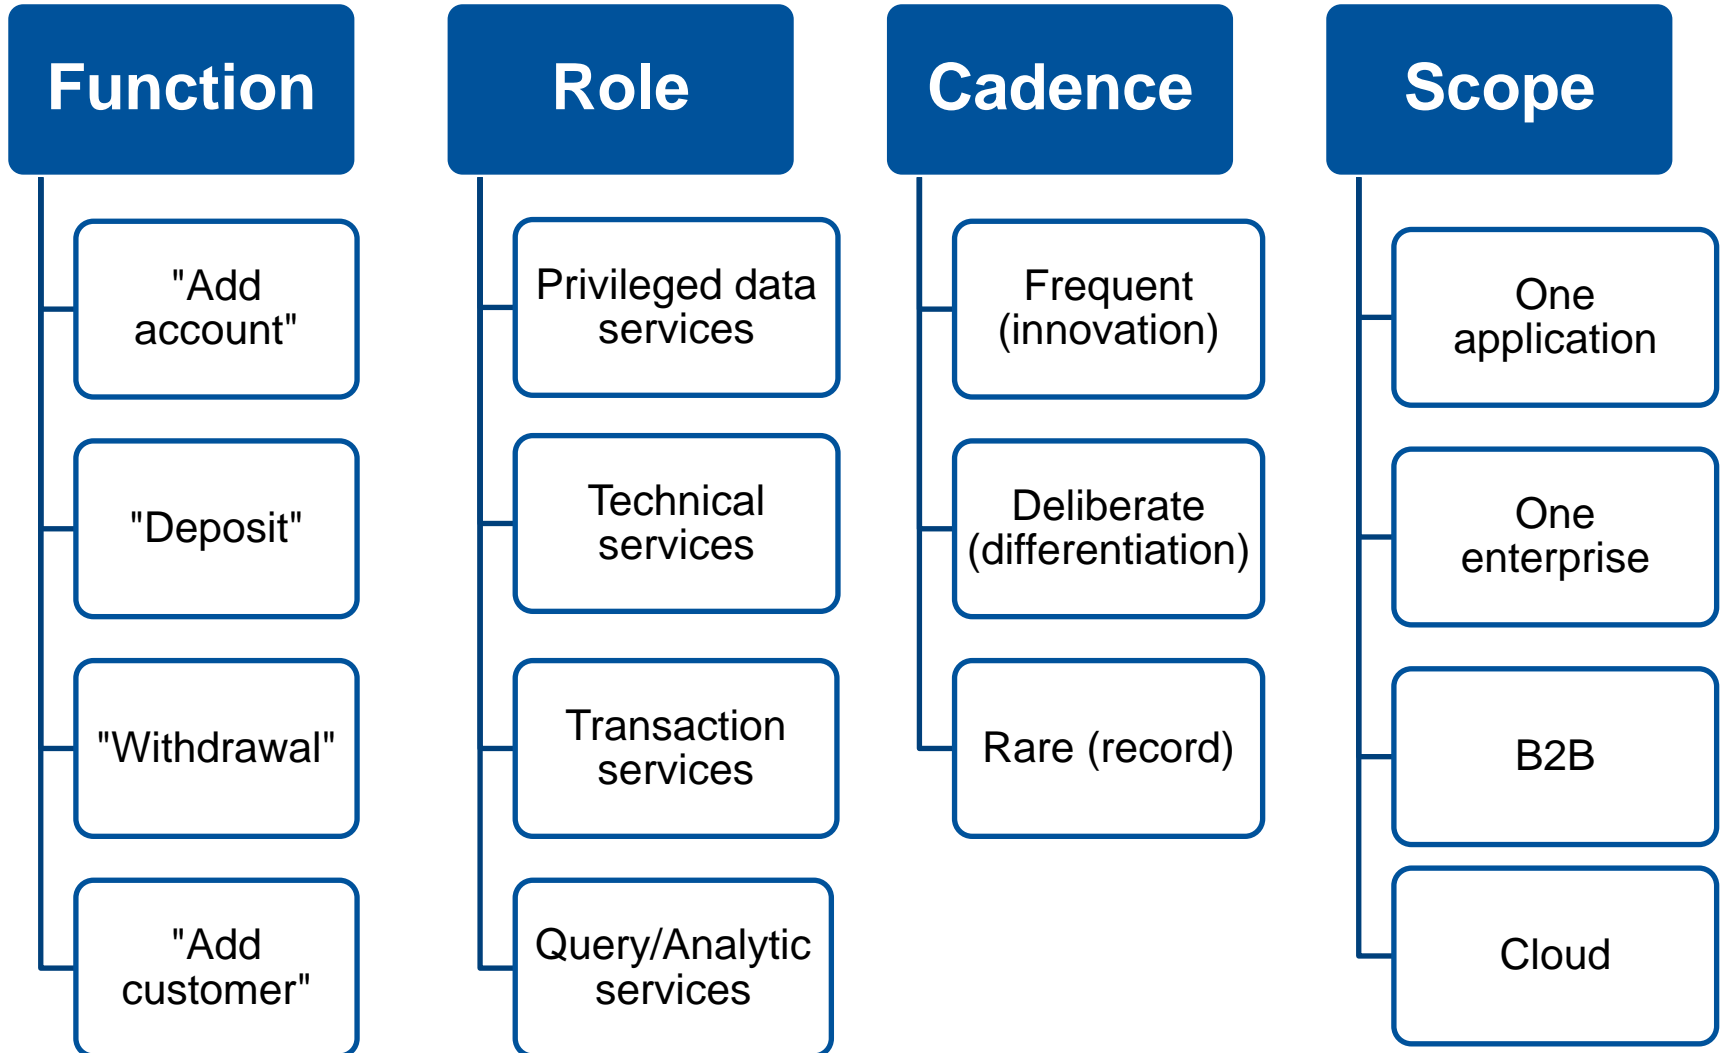 Function
"Add
account"
"Deposit"
"Withdrawal"
"Add
customer"
Role
Privileged data
services
Technical
services
Transaction
services
Query/Analytic
services
Cadence
Frequent
(innovation)
Deliberate
(differentiation)
Rare (record)
Scope
One
application
One
enterprise
B2B
Cloud